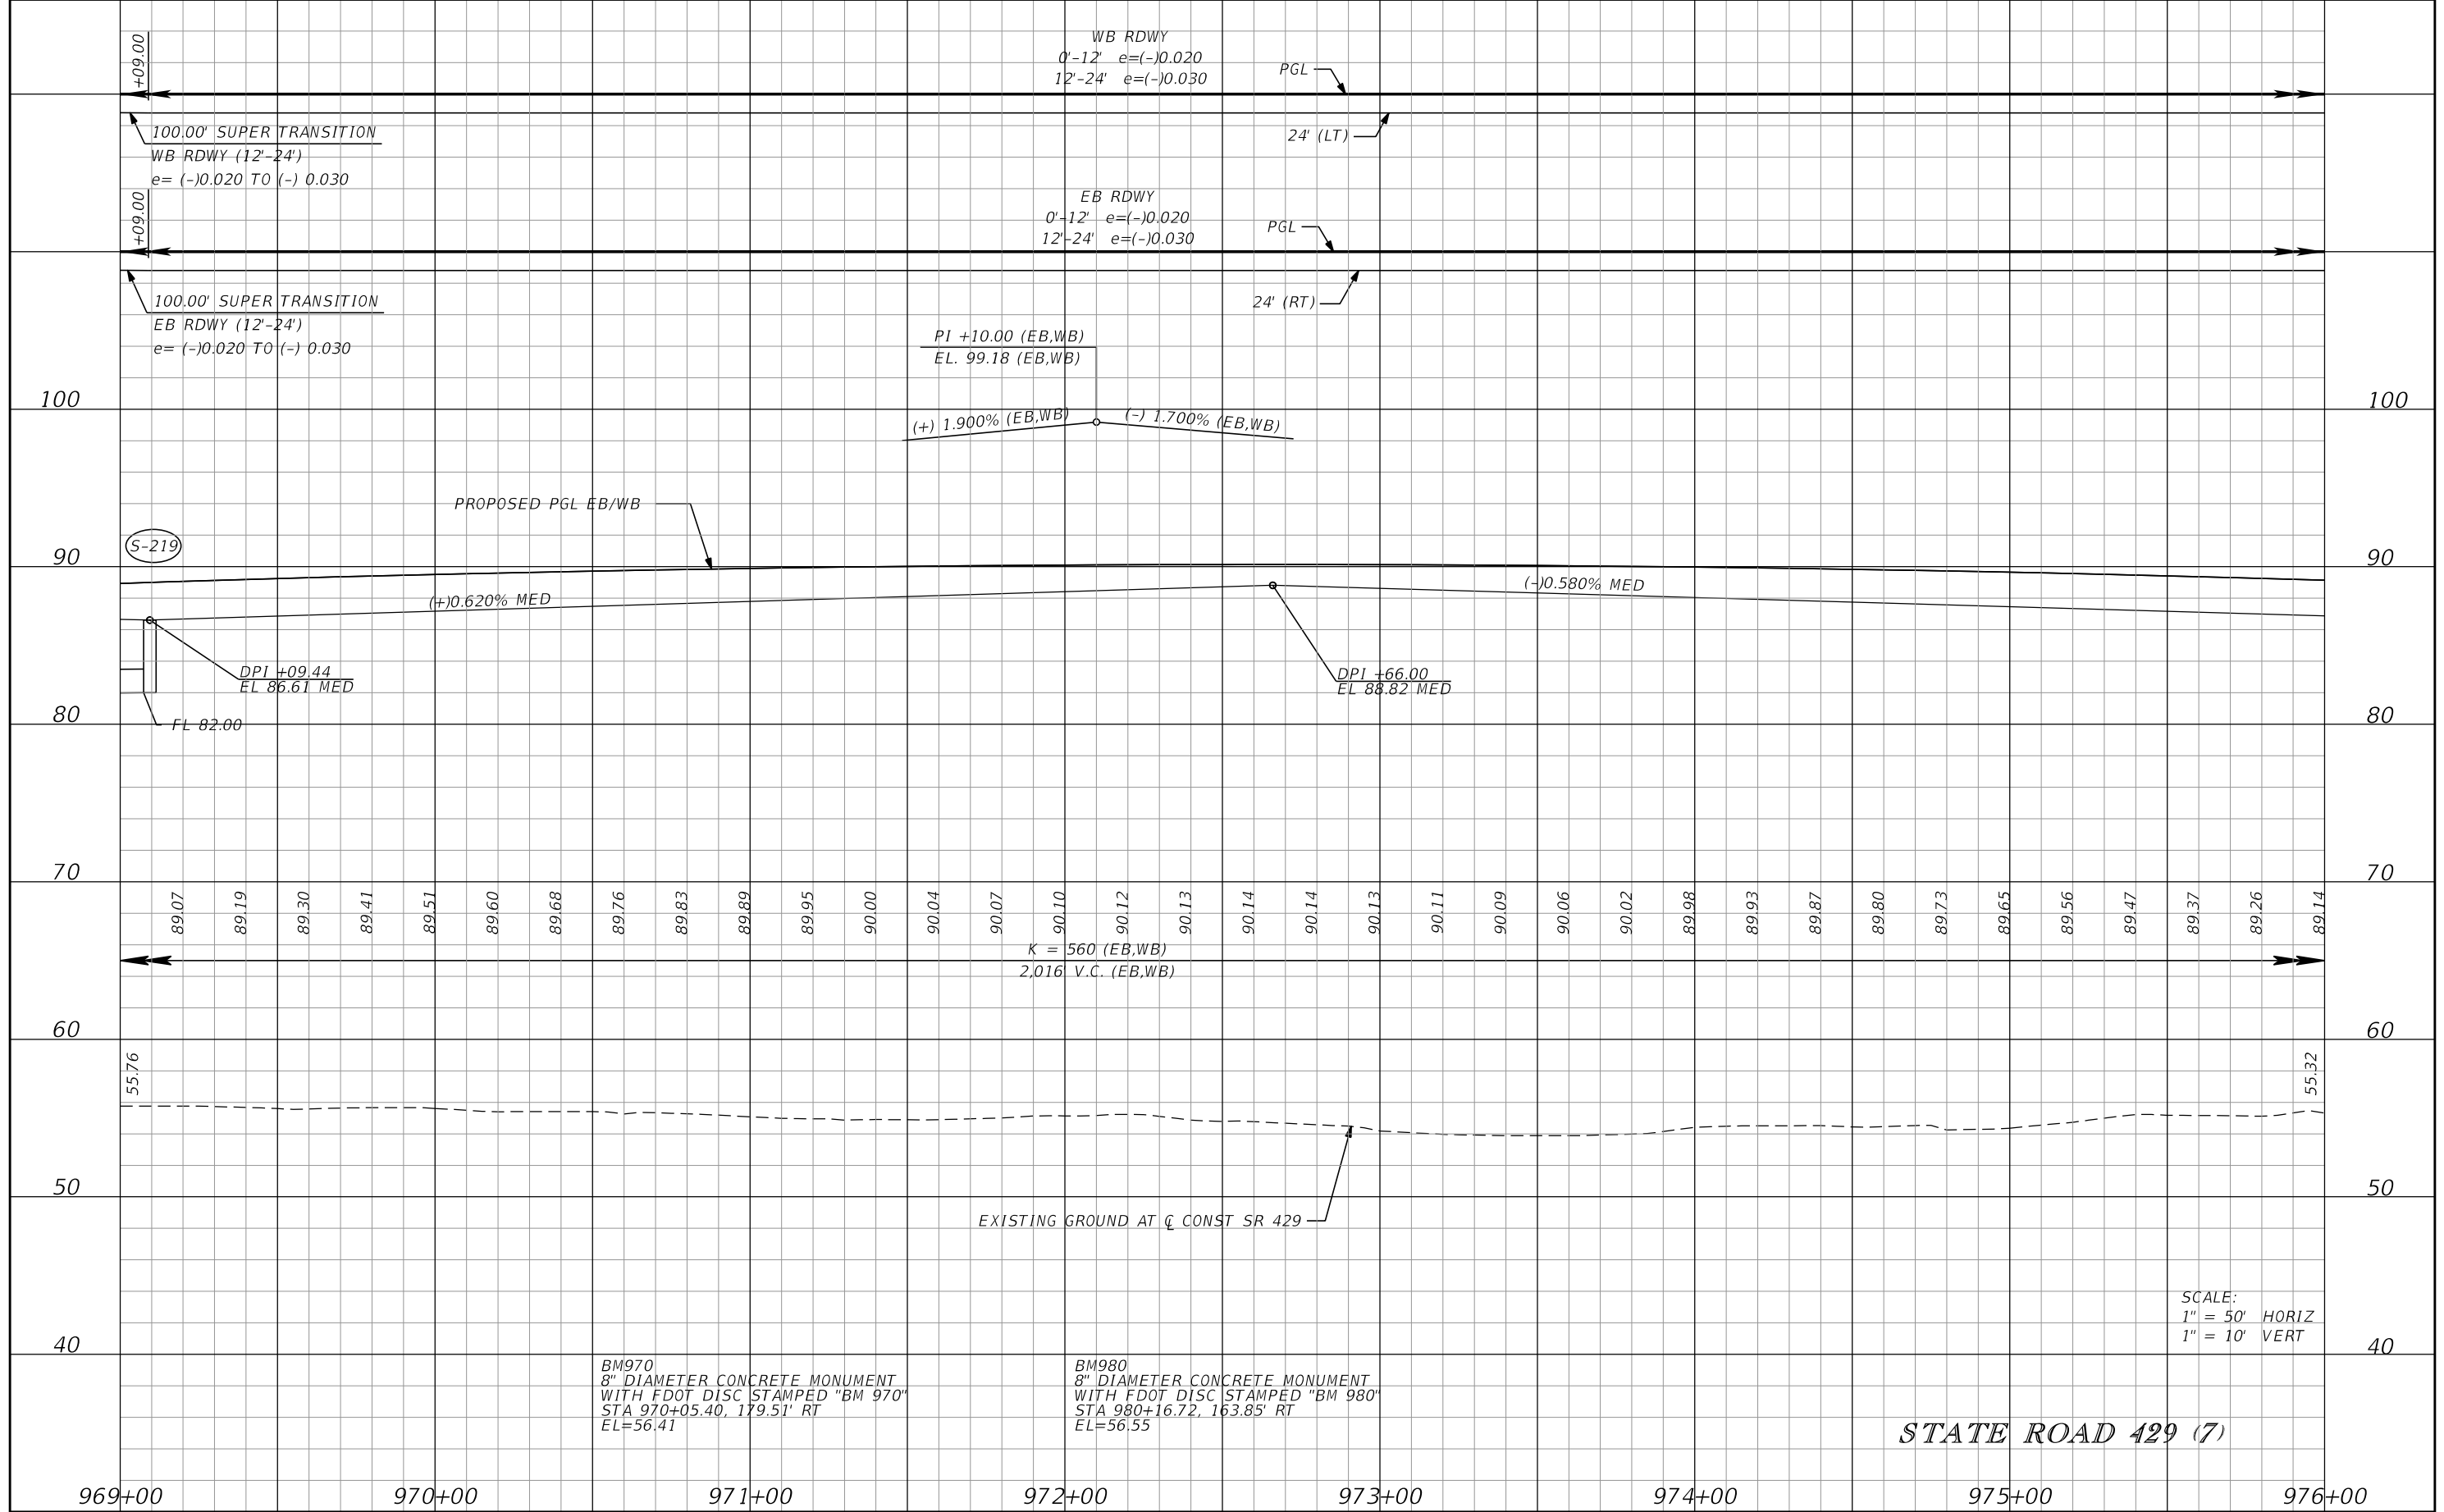 +09.00
WB RDWY
0'-12' e=(-)0.020
12'-24' e=(-)0.030
PGL
24' (LT)
100.00' SUPER TRANSITION
WB RDWY (12'-24')
e= (-)0.020 TO (-) 0.030
+09.00
EB RDWY
0'-12' e=(-)0.020
12'-24' e=(-)0.030
PGL
24' (RT)
100.00' SUPER TRANSITION
EB RDWY (12'-24')
e= (-)0.020 TO (-) 0.030
PI +10.00 (EB,WB)
EL. 99.18 (EB,WB)
100
(+) 1.900% (EB,WB)
(-) 1.700% (EB,WB)
100
PROPOSED PGL EB/WB
S-219
90
90
(+)0.620% MED
(-)0.580% MED
DPI +09.44
EL 86.61 MED
DPI +66.00
EL 88.82 MED
80
FL 82.00
80
70
70
89.07
89.19
89.30
89.41
89.51
89.60
89.68
89.76
89.83
89.89
89.95
90.00
90.04
90.07
90.10
90.12
90.13
90.14
90.14
90.13
90.11
90.09
90.06
90.02
89.98
89.93
89.87
89.80
89.73
89.65
89.56
89.47
89.37
89.26
89.14
K = 560 (EB,WB)
2,016' V.C. (EB,WB)
60
60
55.76
55.32
50
50
EXISTING GROUND AT ℄ CONST SR 429
SCALE:
1" = 50' HORIZ
1" = 10' VERT
40
40
BM970
8" DIAMETER CONCRETE MONUMENT
WITH FDOT DISC STAMPED "BM 970"
STA 970+05.40, 179.51' RT
EL=56.41
BM980
8" DIAMETER CONCRETE MONUMENT
WITH FDOT DISC STAMPED "BM 980"
STA 980+16.72, 163.85' RT
EL=56.55
STATE ROAD 429 (7)
969+00
970+00
971+00
972+00
973+00
974+00
975+00
976+00